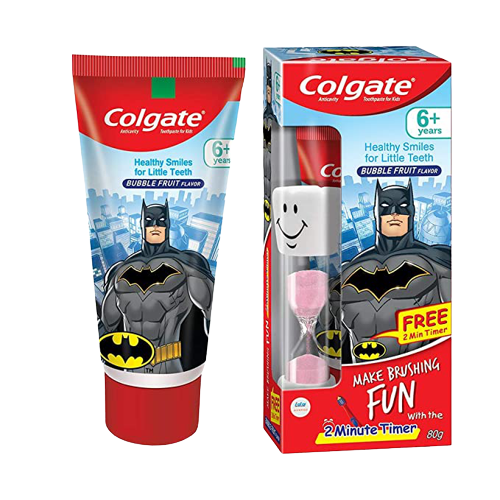 Colgate®
Anticavity Toothpaste for Kids
6+
years
Healthy Smiles
for Little Teeth
BUBBLE FRUIT FLAVOR
Colgate®
Anticavity Toothpaste for Kids
6+
years
Healthy Smiles
for Little Teeth
BUBBLE FRUIT FLAVOR
FREE
2 Min Timer
MAKE BRUSHING
FUN
With the
2 Minute Timer
80g